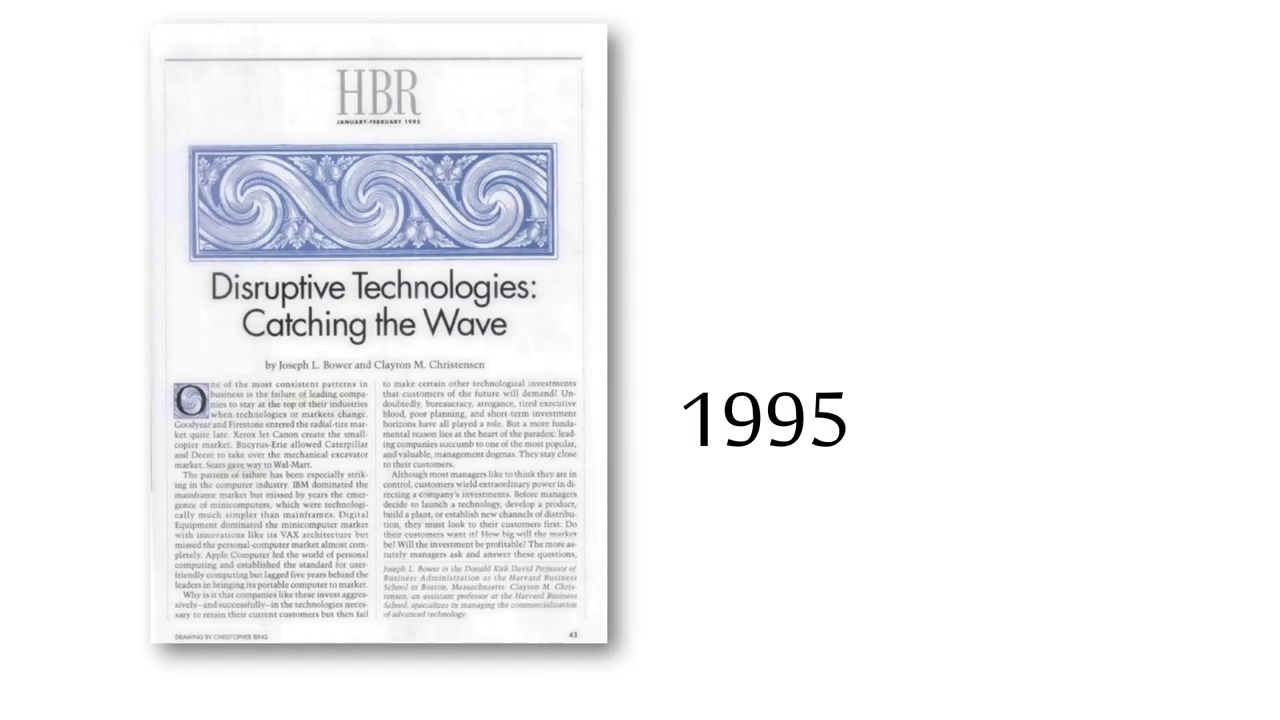 HBR
JANUARY-FEBRUARY 1995
Disruptive Technologies:
Catching the Wave
by Joseph L. Bower and Clayton M. Christensen
One of the most consistent patterns in
business is the failure of leading compa-
nies to stay at the top of their industries
when technologies or markets change.
Goodyear and Firestone entered the radial-tire mar-
ket quite late. Xerox let Canon create the small-
copier market. Bucyrus-Erie allowed Caterpillar
and Deere to take over the mechanical excavator
market. Sears gave way to Wal-Mart.
The pattern of failure has been especially strik-
ing in the computer industry. IBM dominated the
mainframe market but missed by years the emer-
gence of minicomputers, which were technologi-
cally much simpler than mainframes. Digital
Equipment dominated the minicomputer market
with innovations like its VAX architecture but
missed the personal-computer market almost com-
pletely. Apple Computer led the world of personal
computing and established the standard for user-
friendly computing but lagged five years behind the
leaders in bringing its portable computer to market.
Why is it that companies like these invest aggres-
sively—and successfully—in the technologies neces-
sary to retain their current customers but then fail
to make certain other technological investments
that customers of the future will demand? Un-
doubtedly, bureaucracy, arrogance, tired executive
blood, poor planning, and short-term investment
horizons have all played a role. But a more funda-
mental reason lies at the heart of the paradox: lead-
ing companies succumb to one of the most popular,
and valuable, management dogmas. They stay close
to their customers.
Although most managers like to think they are in
control, customers wield extraordinary power in di-
recting a company's investments. Before managers
decide to launch a technology, develop a product,
build a plant, or establish new channels of distribu-
tion, they must look to their customers first: Do
their customers want it? How big will the market
be? Will the investment be profitable? The more as-
tutely managers ask and answer these questions,
Joseph L. Bower is the Donald Kirk David Professor of
Business Administration at the Harvard Business
School in Boston, Massachusetts. Clayton M. Chris-
tensen, an assistant professor at the Harvard Business
School, specializes in managing the commercialization
of advanced technology.
DRAWING BY CHRISTOPHER BING
43
1995